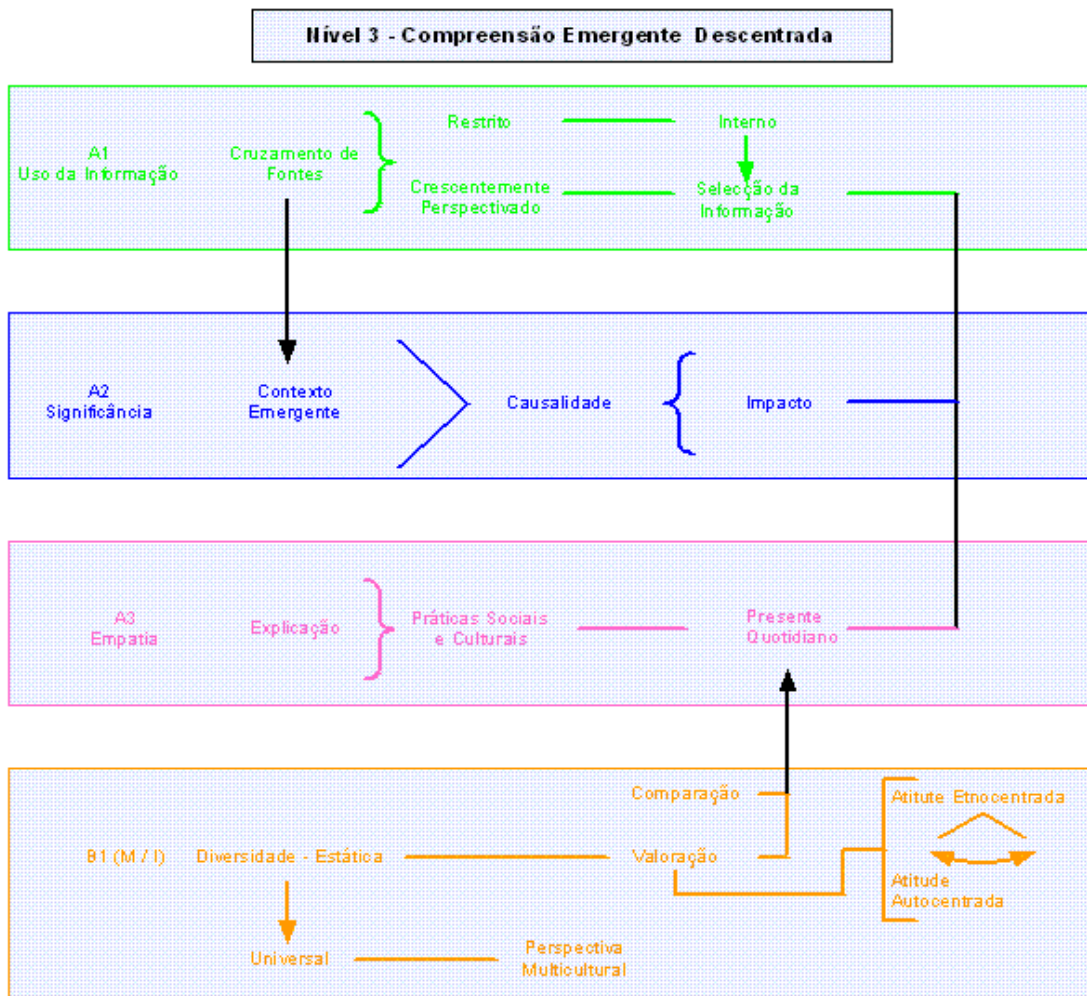 Nível 3 - Compreensão Emergente Descentrada
Restrito
Interno
A1
Uso da Informação
Cruzamento de
Fontes
Crescentemente
Perspectivado
Selecção da
Informação
A2
Significância
Contexto
Emergente
Causalidade
Impacto
A3
Empatia
Explicação
Práticas Sociais
e Culturais
Presente
Quotidiano
Comparação
Atitute Etnocentrada
B1 (M / I)
Diversidade - Estática
Valoração
Atitude
Autocentrada
Universal
Perspectiva
Multicultural